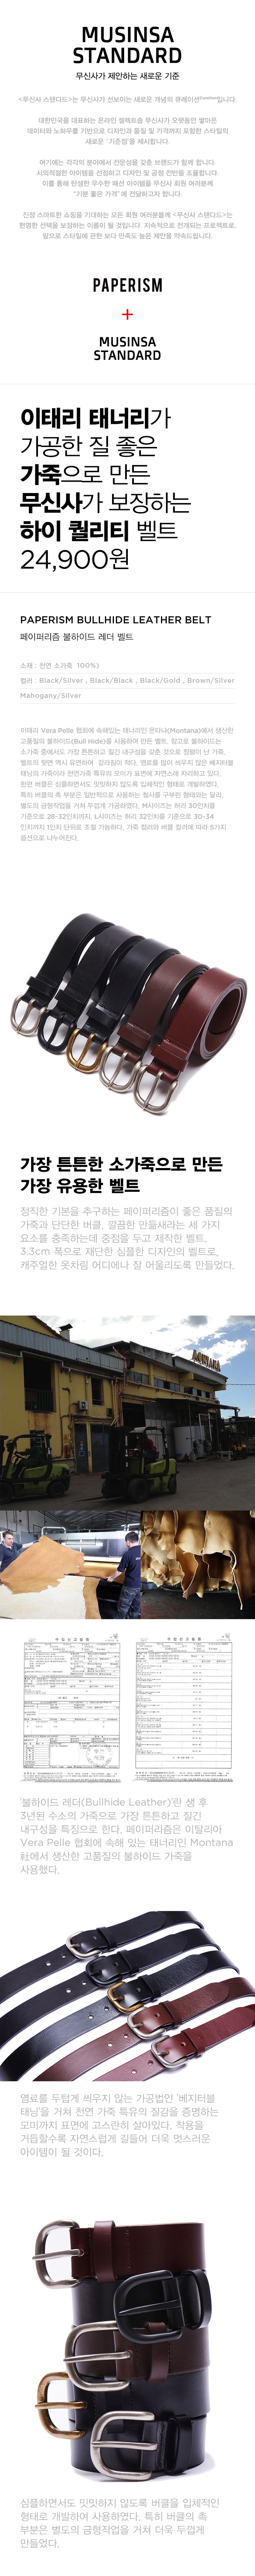 MUSINSA
STANDARD
무신사가 제안하는 새로운 기준
<무신사 스탠다드>는 무신사가 선보이는 새로운 개념의 큐레이션입니다.
대한민국을 대표하는 온라인 셀렉트숍 무신사가 오랫동안 쌓아온
데이터와 노하우를 기반으로 디자인과 품질 및 가격까지 포함한 스타일의
새로운 '기준점'을 제시합니다.
여기에는 각각의 분야에서 전문성을 갖춘 브랜드가 함께 합니다.
시의적절한 아이템을 선정하고 디자인 및 공정 전반을 조율합니다.
이를 통해 탄생한 우수한 패션 아이템을 무신사 회원 여러분께
"기분 좋은 가격"에 전달하고자 합니다.
진정 스마트한 쇼핑을 기대하는 모든 회원 여러분들께 <무신사 스탠다드>는
현명한 선택을 보장하는 이름이 될 것입니다. 지속적으로 전개되는 프로젝트로,
앞으로 스타일에 관한 보다 만족도 높은 제안을 약속드립니다.
PAPERISM
+
MUSINSA
STANDARD
이태리 태너리가
가공한 질 좋은
가죽으로 만든
무신사가 보장하는
하이 퀄리티 벨트
24,900원
PAPERISM BULLHIDE LEATHER BELT
페이퍼리즘 불하이드 레더 벨트
소재 : 천연 소가죽 100%)
컬러 : Black/Silver , Black/Black , Black/Gold , Brown/Silver
Mahogany/Silver
이태리 Vera Pelle 협회에 속해있는 태너리인 몬타나(Montana)에서 생산한
고품질의 불하이드(Bull Hide)를 사용하여 만든 벨트. 참고로 불하이드는
소가죽 중에서도 가장 튼튼하고 질긴 내구성을 갖춘 것으로 정평이 난 가죽.
벨트의 뒷면 역시 유연하며 갈라짐이 적다. 염료를 많이 씌우지 않은 베지터블
태닝의 가죽이라 천연가죽 특유의 모미가 표면에 자연스레 자리하고 있다.
한편 버클은 심플하면서도 밋밋하지 않도록 입체적인 형태로 개발하였다.
특히 버클의 촉 부분은 일반적으로 사용하는 철사를 구부린 형태와는 달리,
별도의 금형작업을 거쳐 두껍게 가공하였다. M사이즈는 허리 30인치를
기준으로 28-32인치까지, L사이즈는 허리 32인치를 기준으로 30-34
인치까지 1인치 단위로 조절 가능하다. 가죽 컬러와 버클 컬러에 따라 5가지
옵션으로 나누어진다.
가장 튼튼한 소가죽으로 만든
가장 유용한 벨트
정직한 기본을 추구하는 페이퍼리즘이 좋은 품질의
가죽과 단단한 버클, 깔끔한 만듦새라는 세 가지
요소를 충족하는데 중점을 두고 제작한 벨트.
3.3cm 폭으로 재단한 심플한 디자인의 벨트로,
캐주얼한 옷차림 어디에나 잘 어울리도록 만들었다.
MONTANA
'불하이드 레더(Bullhide Leather)'란 생 후
3년된 수소의 가죽으로 가장 튼튼하고 질긴
내구성을 특징으로 한다. 페이퍼리즘은 이탈리아
Vera Pelle 협회에 속해 있는 태너리인 Montana
社에서 생산한 고품질의 불하이드 가죽을
사용했다.
염료를 두텁게 씌우지 않는 가공법인 '베지터블
태닝'을 거쳐 천연 가죽 특유의 질감을 증명하는
모미까지 표면에 고스란히 살아있다. 착용을
거듭할수록 자연스럽게 길들어 더욱 멋스러운
아이템이 될 것이다.
심플하면서도 밋밋하지 않도록 버클을 입체적인
형태로 개발하여 사용하였다. 특히 버클의 촉
부분은 별도의 금형작업을 거쳐 더욱 두껍게
만들었다.